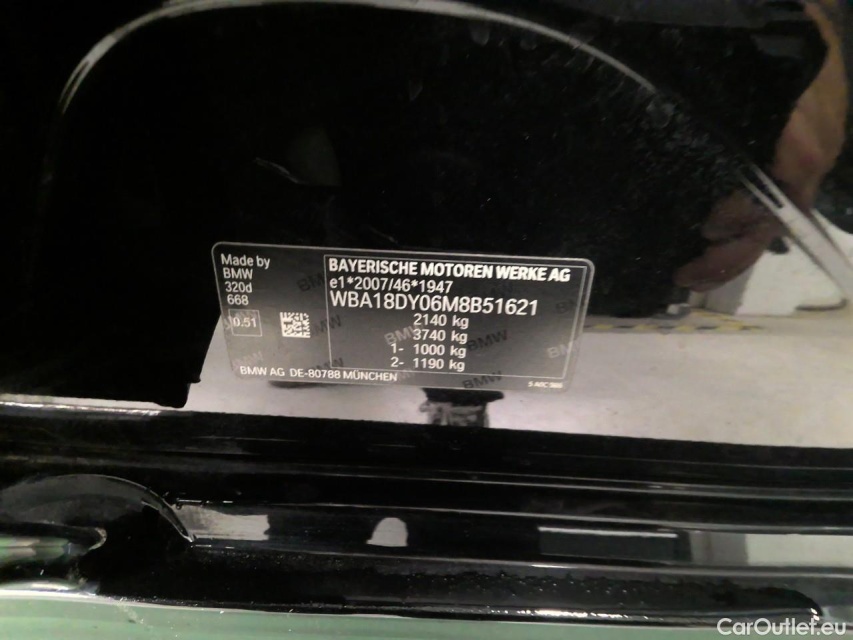 Made by
BMW
320d
668
0.51
BAYERISCHE MOTOREN WERKE AG
e1*2007/46*1947
WBA18DY06M8B51621
2140 kg
3740 kg
1- 1000 kg
2- 1190 kg
BMW AG DE-80788 MÜNCHEN
CarOutlet.eu